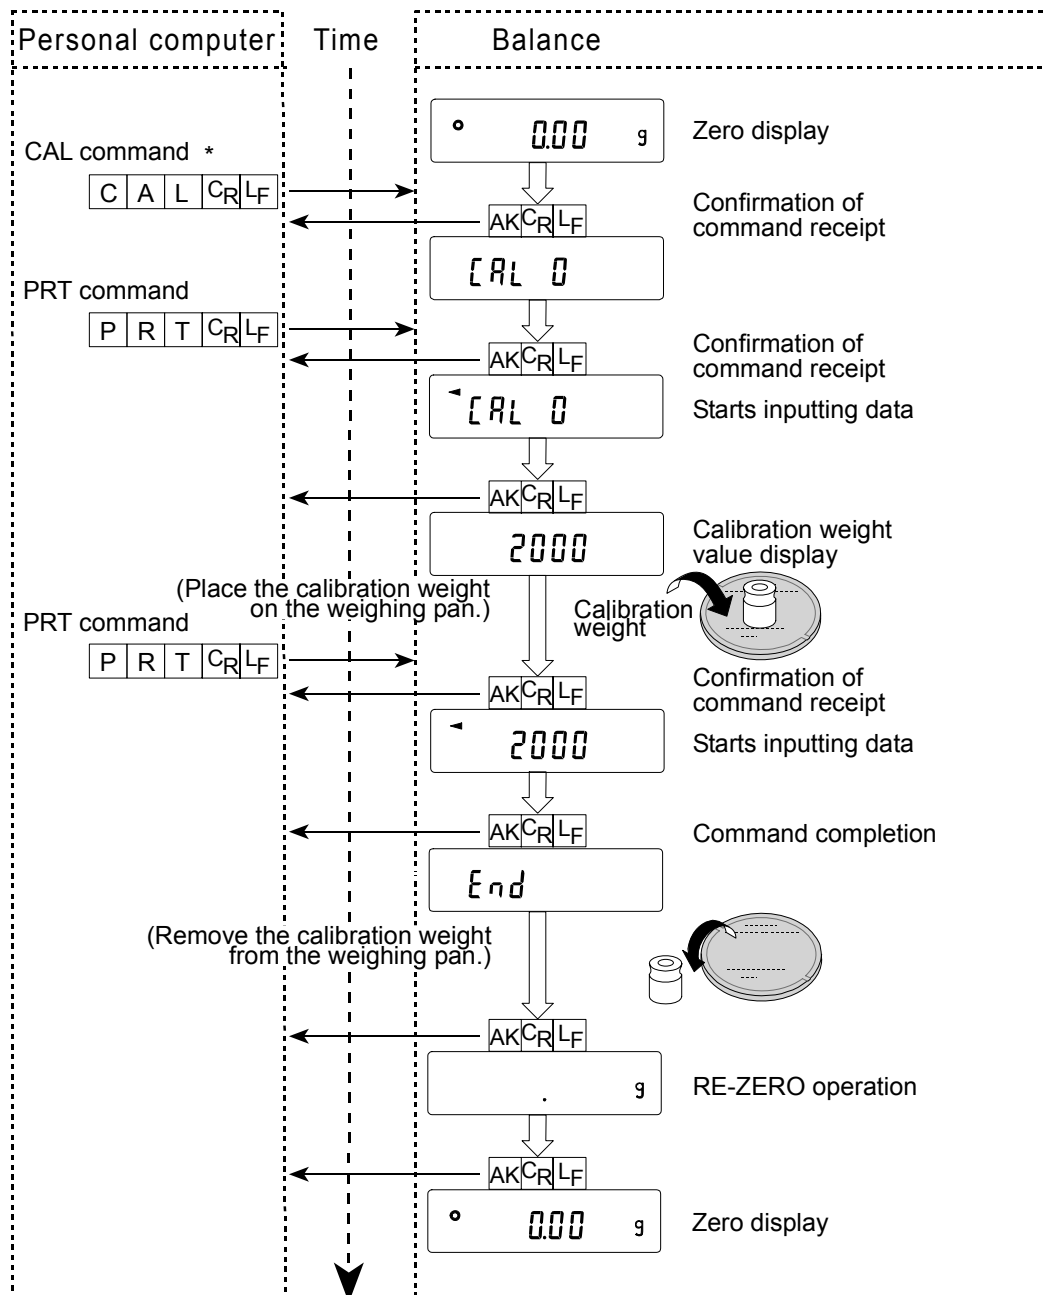 Personal computer Time Balance
0.00 g Zero display
CAL command *
C A L CR LF
AK CR LF Confirmation of
command receipt
CAL 0
PRT command
P R T CR LF
AK CR LF Confirmation of
command receipt
CAL 0 Starts inputting data
AK CR LF
2000 Calibration weight
value display
(Place the calibration weight
on the weighing pan.)
Calibration
weight
PRT command
P R T CR LF
AK CR LF Confirmation of
command receipt
2000 Starts inputting data
AK CR LF Command completion
End
(Remove the calibration weight
from the weighing pan.)
AK CR LF
. g RE-ZERO operation
AK CR LF
0.00 g Zero display